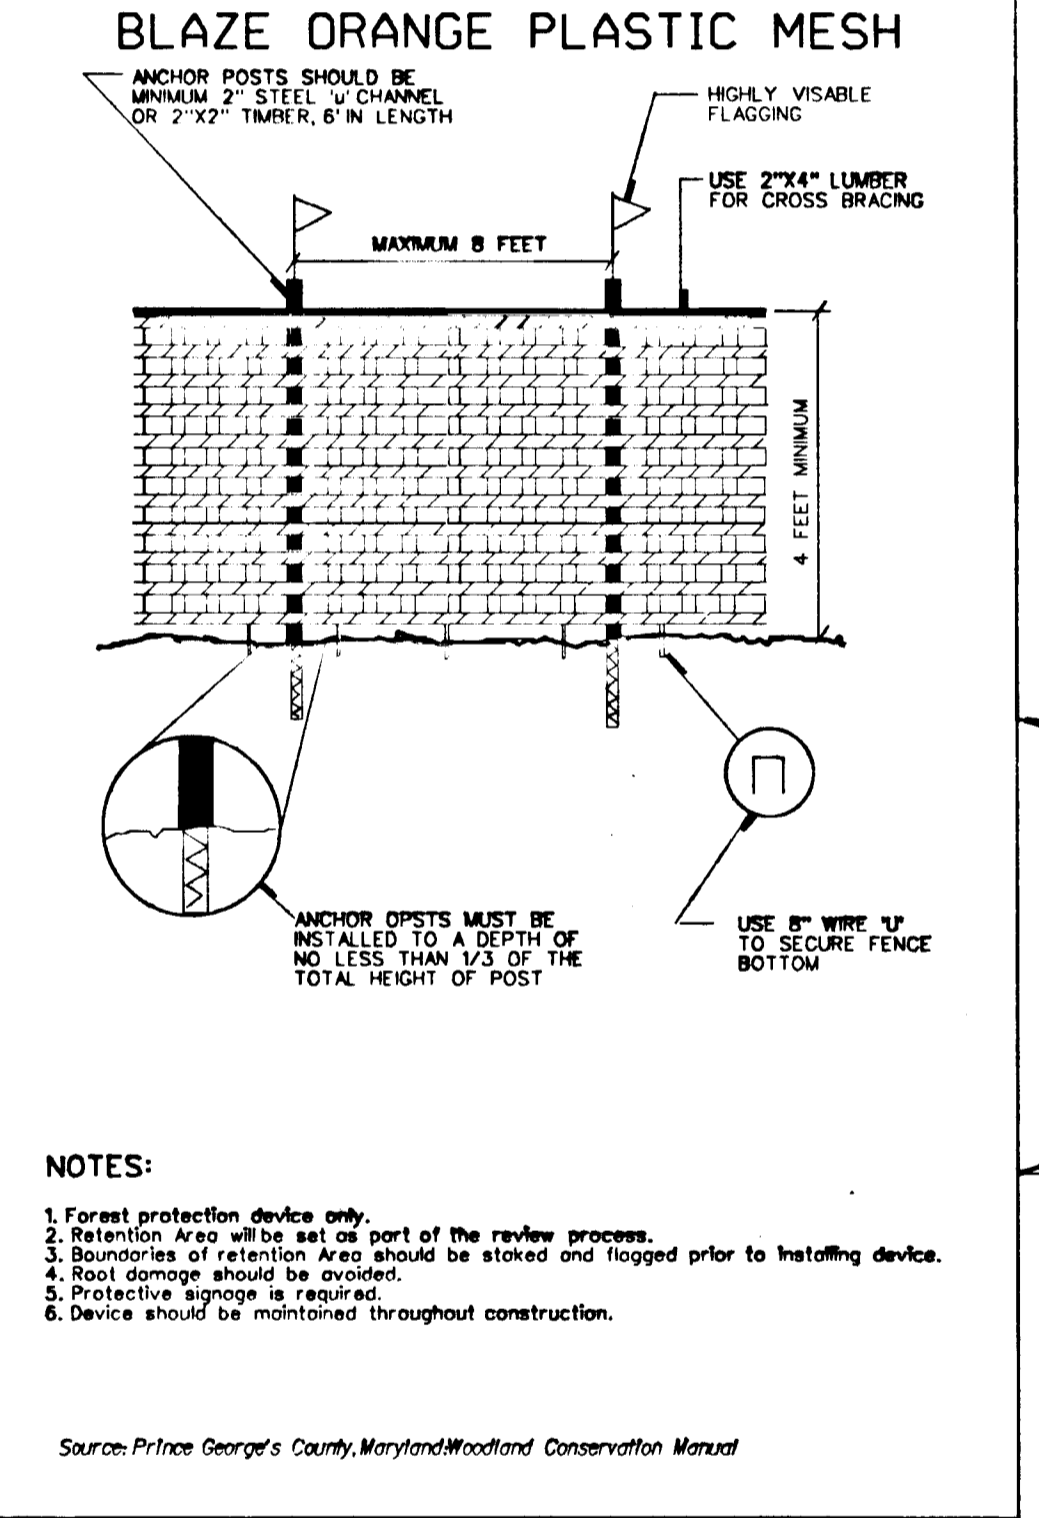 BLAZE ORANGE PLASTIC MESH
ANCHOR POSTS SHOULD BE
MINIMUM 2" STEEL 'u' CHANNEL
OR 2"X2" TIMBER, 6' IN LENGTH
HIGHLY VISABLE
FLAGGING
USE 2"X4" LUMBER
FOR CROSS BRACING
MAXIMUM 8 FEET
4 FEET MINIMUM
ANCHOR OPSTS MUST BE
INSTALLED TO A DEPTH OF
NO LESS THAN 1/3 OF THE
TOTAL HEIGHT OF POST
USE 8" WIRE "U"
TO SECURE FENCE
BOTTOM
NOTES:
1. Forest protection device only.
2. Retention Area will be set as part of the review process.
3. Boundaries of retention Area should be staked and flagged prior to installing device.
4. Root damage should be avoided.
5. Protective signage is required.
6. Device should be maintained throughout construction.
Source: Prince George's County, Maryland:Woodland Conservation Manual